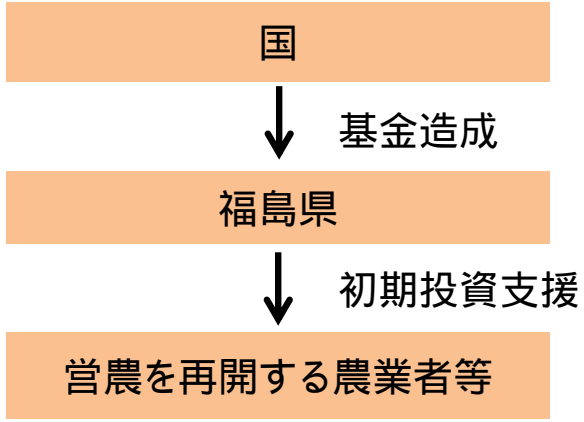 国
基金造成
福島県
初期投資支援
営農を再開する農業者等